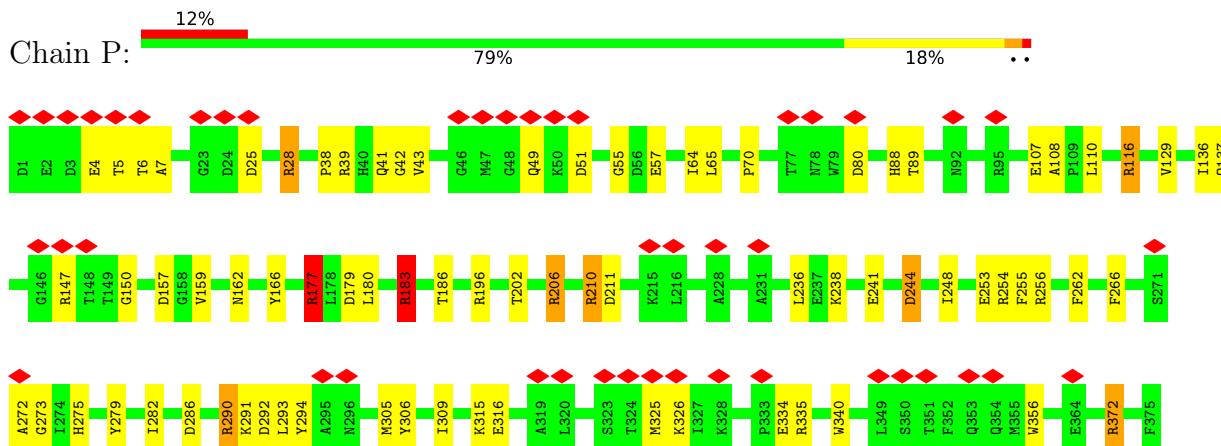 12%
Chain P:
79% 18% ..
D1 E2 D3 E4 T5 T6 A7 G23 D24 D25 R28 P38 R39 H40 Q41 G42 V43 G46 M47 G48 Q49 K50 D51 G55 D56 E57 I64 L65 P70 T77 N78 W79 D80 H88 T89 N92 R95 E107 A108 P109 L110 R116 V129 I136 Q137
G146 R147 T148 T149 G150 D157 G158 V159 N162 Y166 R177 L178 D179 L180 R183 T186 R196 T202 R206 R210 D211 K215 L216 A228 A231 L236 E237 K238 E241 D244 I248 E253 R254 F255 R256 F262 F266 S271
A272 G273 I274 H275 Y279 I282 D286 R290 K291 D292 L293 Y294 A295 N296 M305 Y306 I309 K315 E316 A319 L320 S323 T324 M325 K326 I327 K328 P333 E334 R335 W340 L349 S350 T351 F352 Q353 Q354 M355 W356 E364 R372 F375